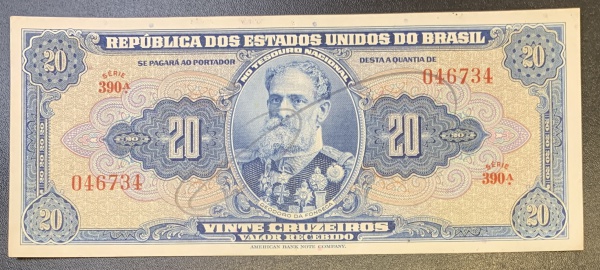 REPÚBLICA DOS ESTADOS UNIDOS DO BRASIL
SE PAGARÁ AO PORTADOR
NO TESOURO NACIONAL
DESTA A QUANTIA DE
20
20
SÉRIE
390A
046734
20
20
046734
SÉRIE
390A
DEODORO DA FONSECA
20
20
VINTE CRUZEIROS
VALOR RECEBIDO
AMERICAN BANK NOTE COMPANY.